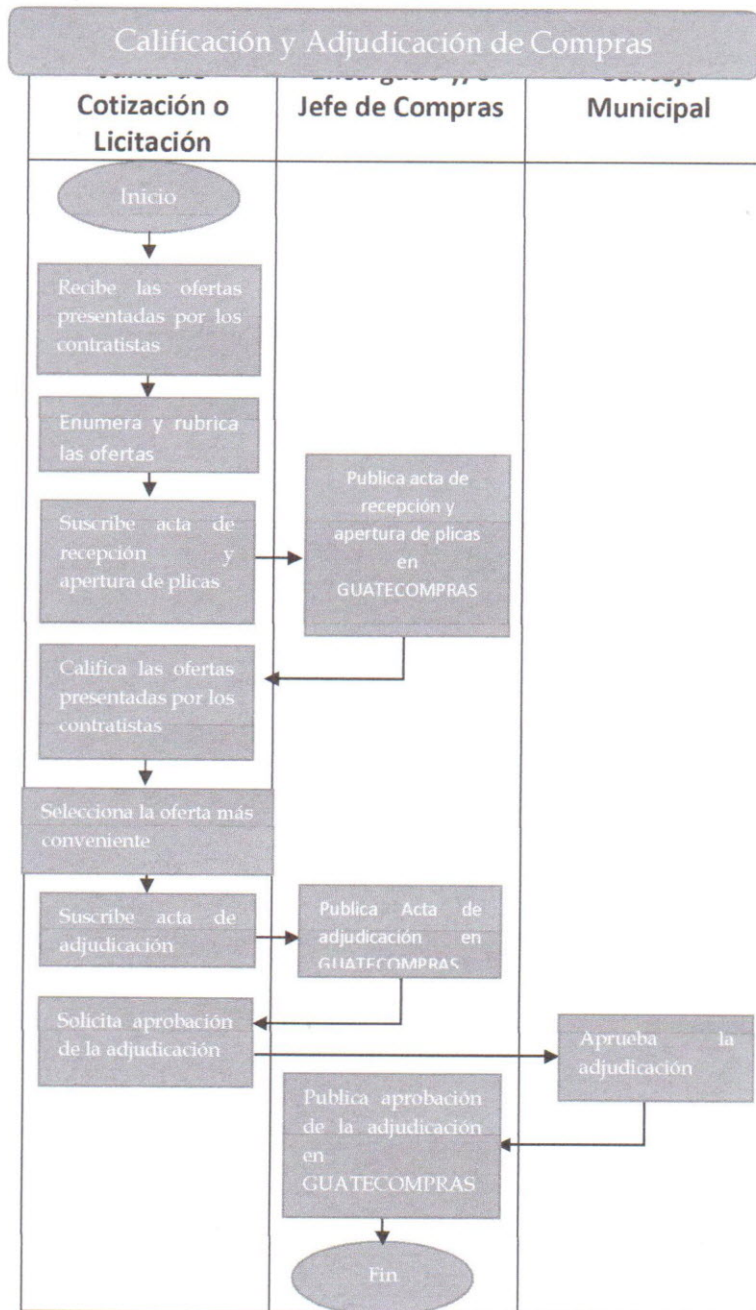 Calificación y Adjudicación de Compras
Cotización o
Licitación
Jefe de Compras
Municipal
Inicio
Recibe las ofertas
presentadas por los
contratistas
Enumera y rubrica
las ofertas
Suscribe acta de
recepción y
apertura de plicas
Publica acta de
recepción y
apertura de plicas
en
GUATECOMPRAS
Califica las ofertas
presentadas por los
contratistas
Selecciona la oferta más
conveniente
Suscribe acta de
adjudicación
Publica Acta de
adjudicación en
GUATECOMPRAS
Solicita aprobación
de la adjudicación
Aprueba la
adjudicación
Publica aprobación
de la adjudicación
en
GUATECOMPRAS
Fin